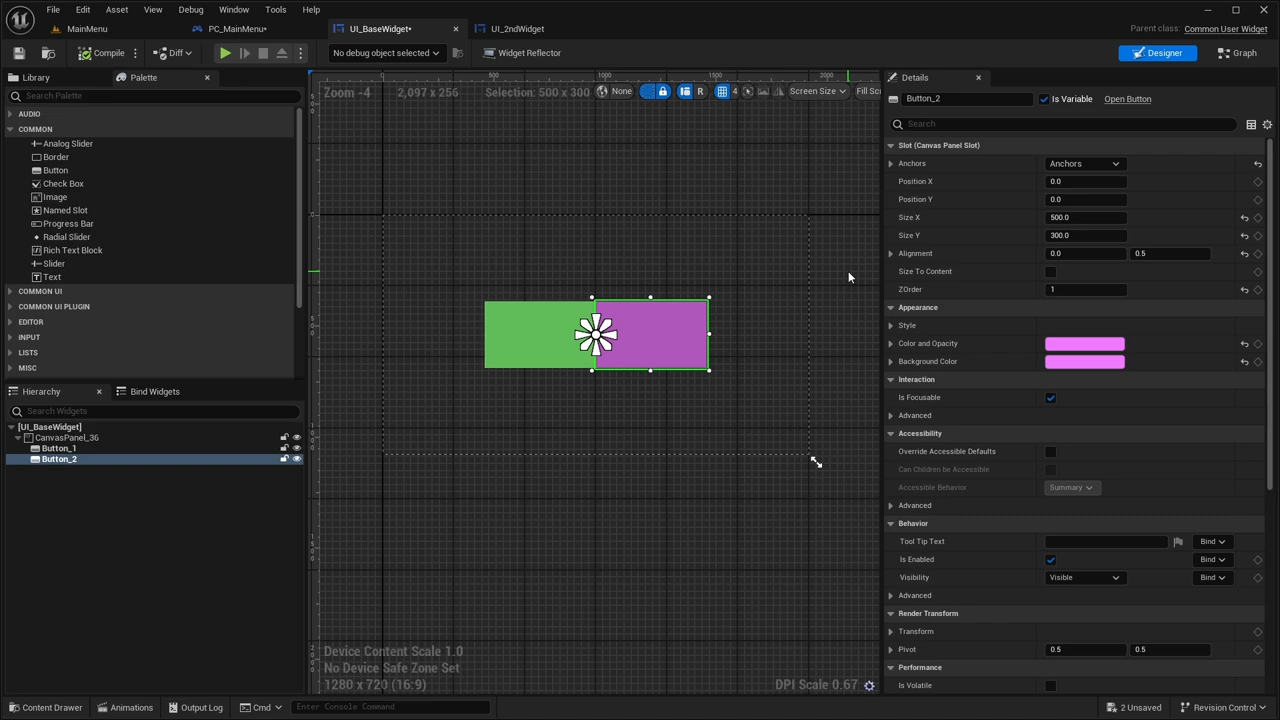 File Edit Asset View Debug Window Tools Help
MainMenu PC_MainMenu* UI_BaseWidget* UI_2ndWidget
Parent class: Common User Widget
Compile Diff No debug object selected Widget Reflector Designer Graph
Library Palette
Search Palette
AUDIO
COMMON
Analog Slider
Border
Button
Check Box
Image
Named Slot
Progress Bar
Radial Slider
Rich Text Block
Slider
Text
COMMON UI
COMMON UI PLUGIN
EDITOR
INPUT
LISTS
MISC
Hierarchy Bind Widgets
Search Widgets
[UI_BaseWidget]
CanvasPanel_36
Button_1
Button_2
0 500 1000 1500 2000
Zoom -4 2,097 x 256 Selection: 500 x 300 None R 4 Screen Size Fill Scr
Device Content Scale 1.0
No Device Safe Zone Set
1280 x 720 (16:9)
DPI Scale 0.67
Details
Button_2 Is Variable Open Button
Search
Slot (Canvas Panel Slot)
Anchors Anchors
Position X 0.0
Position Y 0.0
Size X 500.0
Size Y 300.0
Alignment 0.0 0.5
Size To Content
ZOrder 1
Appearance
Style
Color and Opacity
Background Color
Interaction
Is Focusable
Advanced
Accessibility
Override Accessible Defaults
Can Children be Accessible
Accessible Behavior Summary
Advanced
Behavior
Tool Tip Text Bind
Is Enabled Bind
Visibility Visible Bind
Advanced
Render Transform
Transform
Pivot 0.5 0.5
Performance
Is Volatile
Content Drawer Animations Output Log Cmd Enter Console Command 2 Unsaved Revision Control